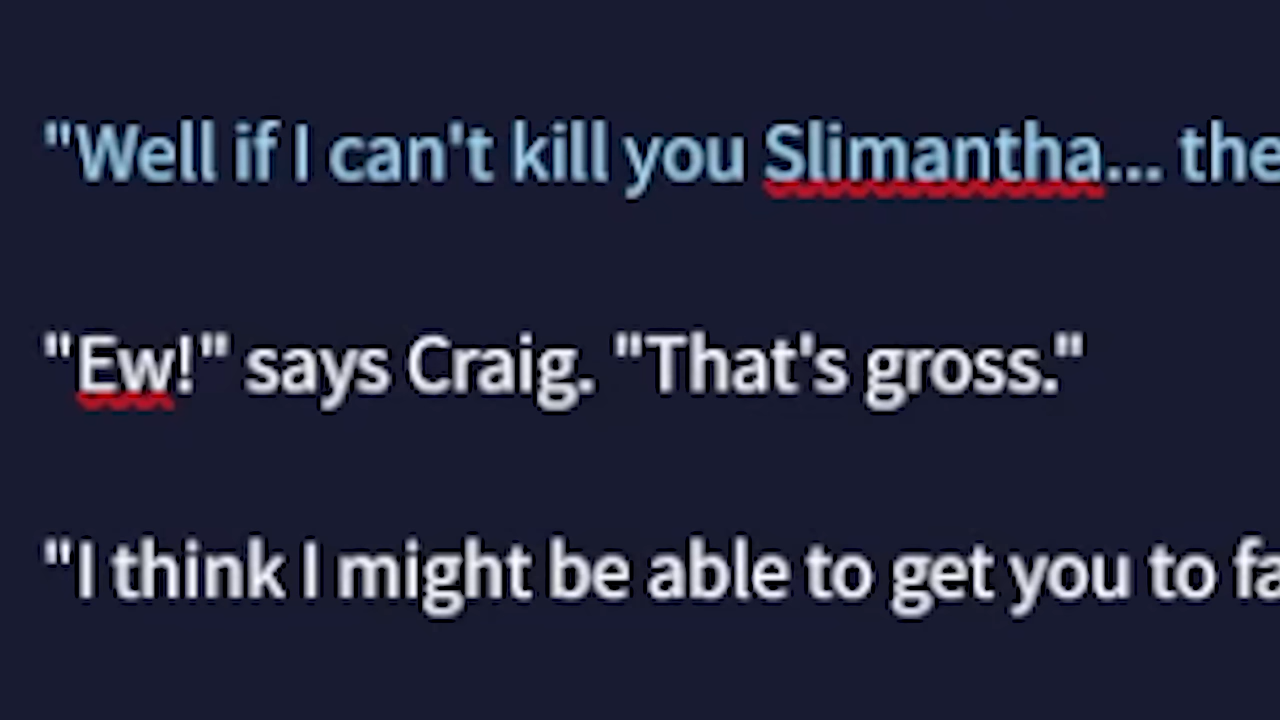 "Well if I can't kill you Slimantha... the
"Ew!" says Craig. "That's gross."
"I think I might be able to get you to fa